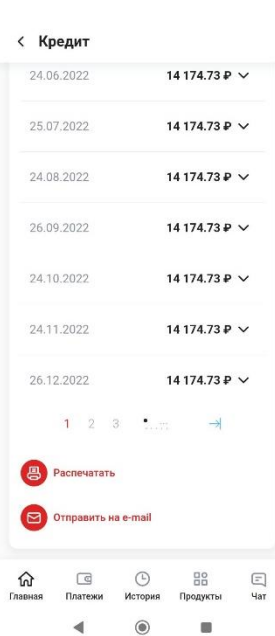 Кредит
24.06.2022 14 174.73 ₽
25.07.2022 14 174.73 ₽
24.08.2022 14 174.73 ₽
26.09.2022 14 174.73 ₽
24.10.2022 14 174.73 ₽
24.11.2022 14 174.73 ₽
26.12.2022 14 174.73 ₽
1 2 3
Распечатать
Отправить на e-mail
Главная Платежи История Продукты Чат